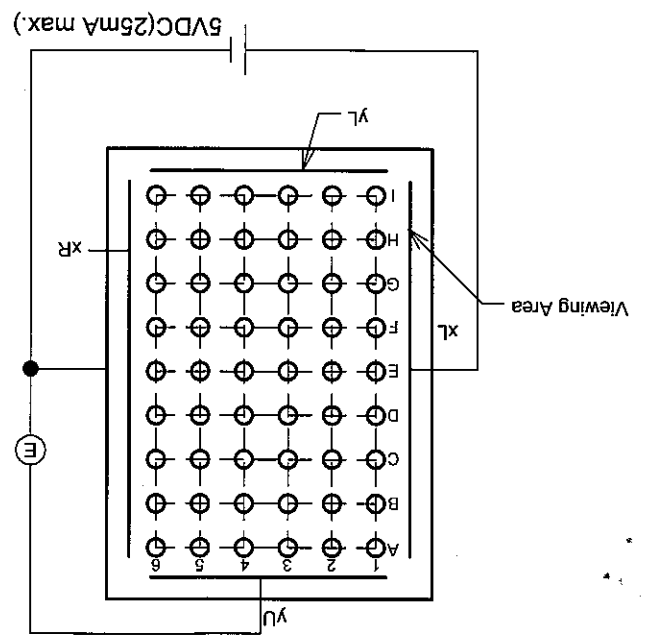 yU
1 2 3 4 5 6
A
B
C
E
D
E
F
xL
Viewing Area
G
xR
H
I
yL
5VDC(25mA max.)